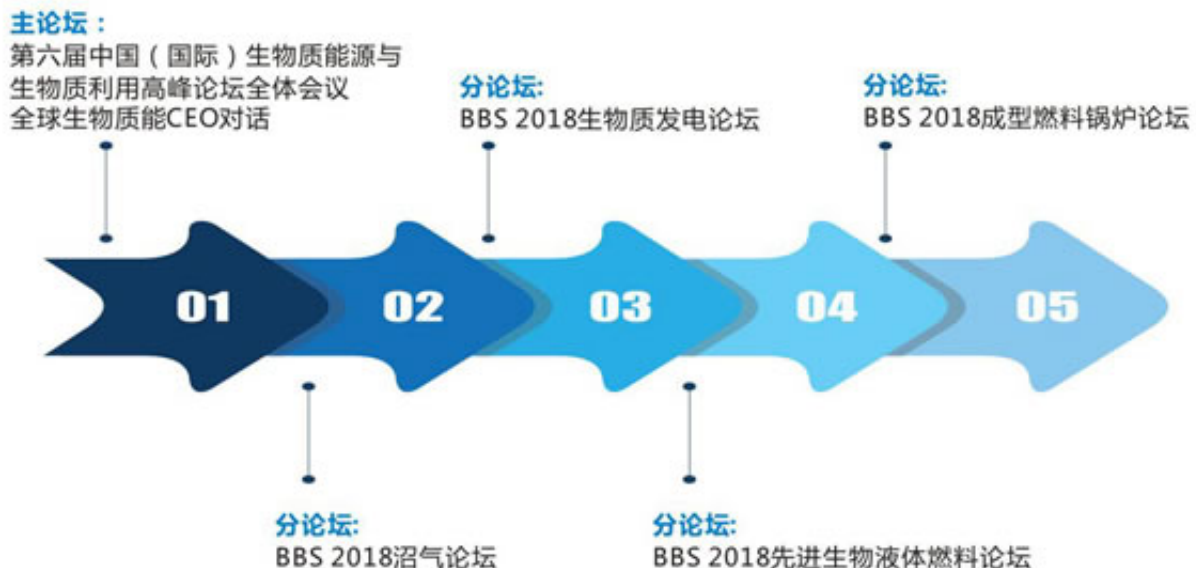 主论坛：
第六届中国（国际）生物质能源与
生物质利用高峰论坛全体会议
全球生物质能CEO对话
分论坛:
BBS 2018生物质发电论坛
分论坛:
BBS 2018成型燃料锅炉论坛
01
02
03
04
05
分论坛:
BBS 2018沼气论坛
分论坛:
BBS 2018先进生物液体燃料论坛